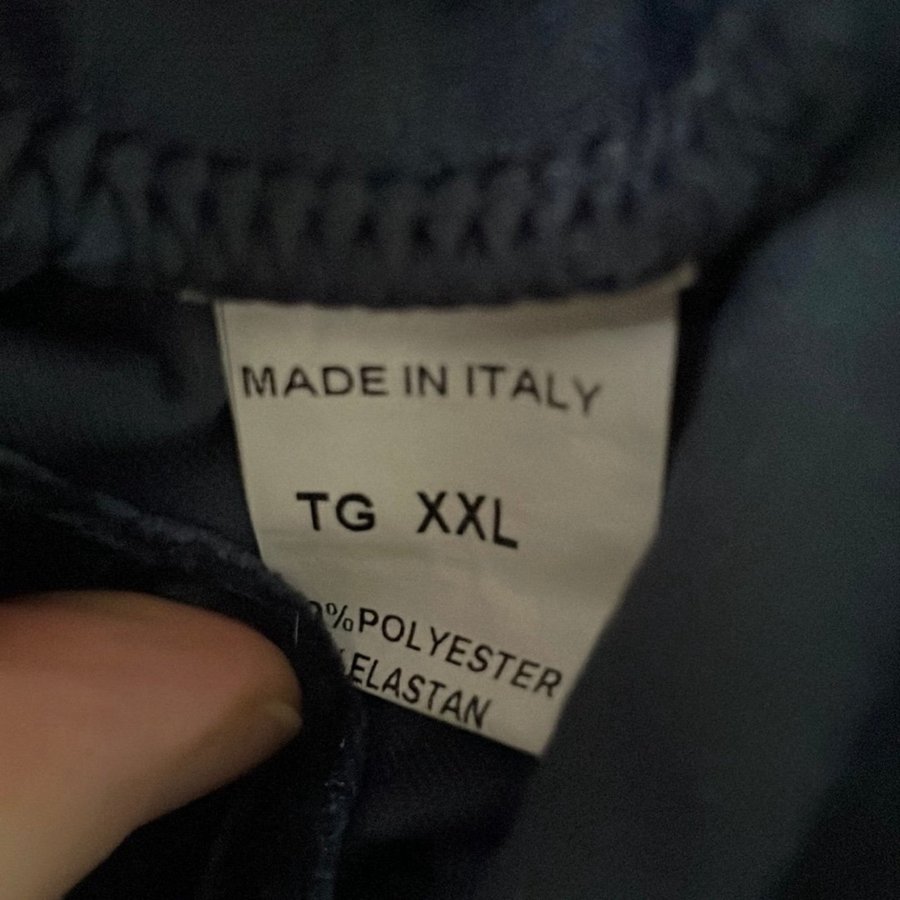 MADE IN ITALY
TG XXL
%POLYESTER
ELASTAN